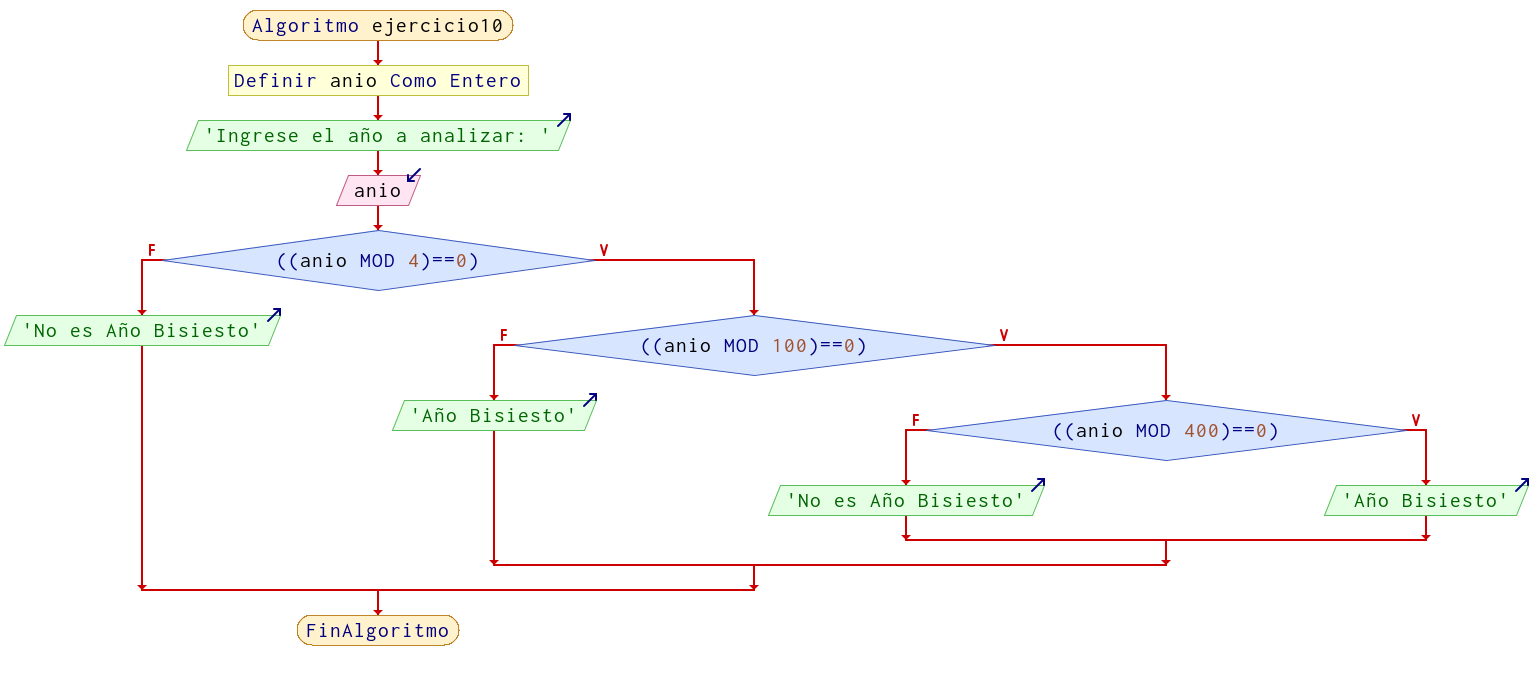 Algoritmo ejercicio10
Definir anio Como Entero
'Ingrese el año a analizar: '
anio
F
((anio MOD 4)==0)
V
'No es Año Bisiesto'
F
((anio MOD 100)==0)
V
'Año Bisiesto'
F
((anio MOD 400)==0)
V
'No es Año Bisiesto'
'Año Bisiesto'
FinAlgoritmo